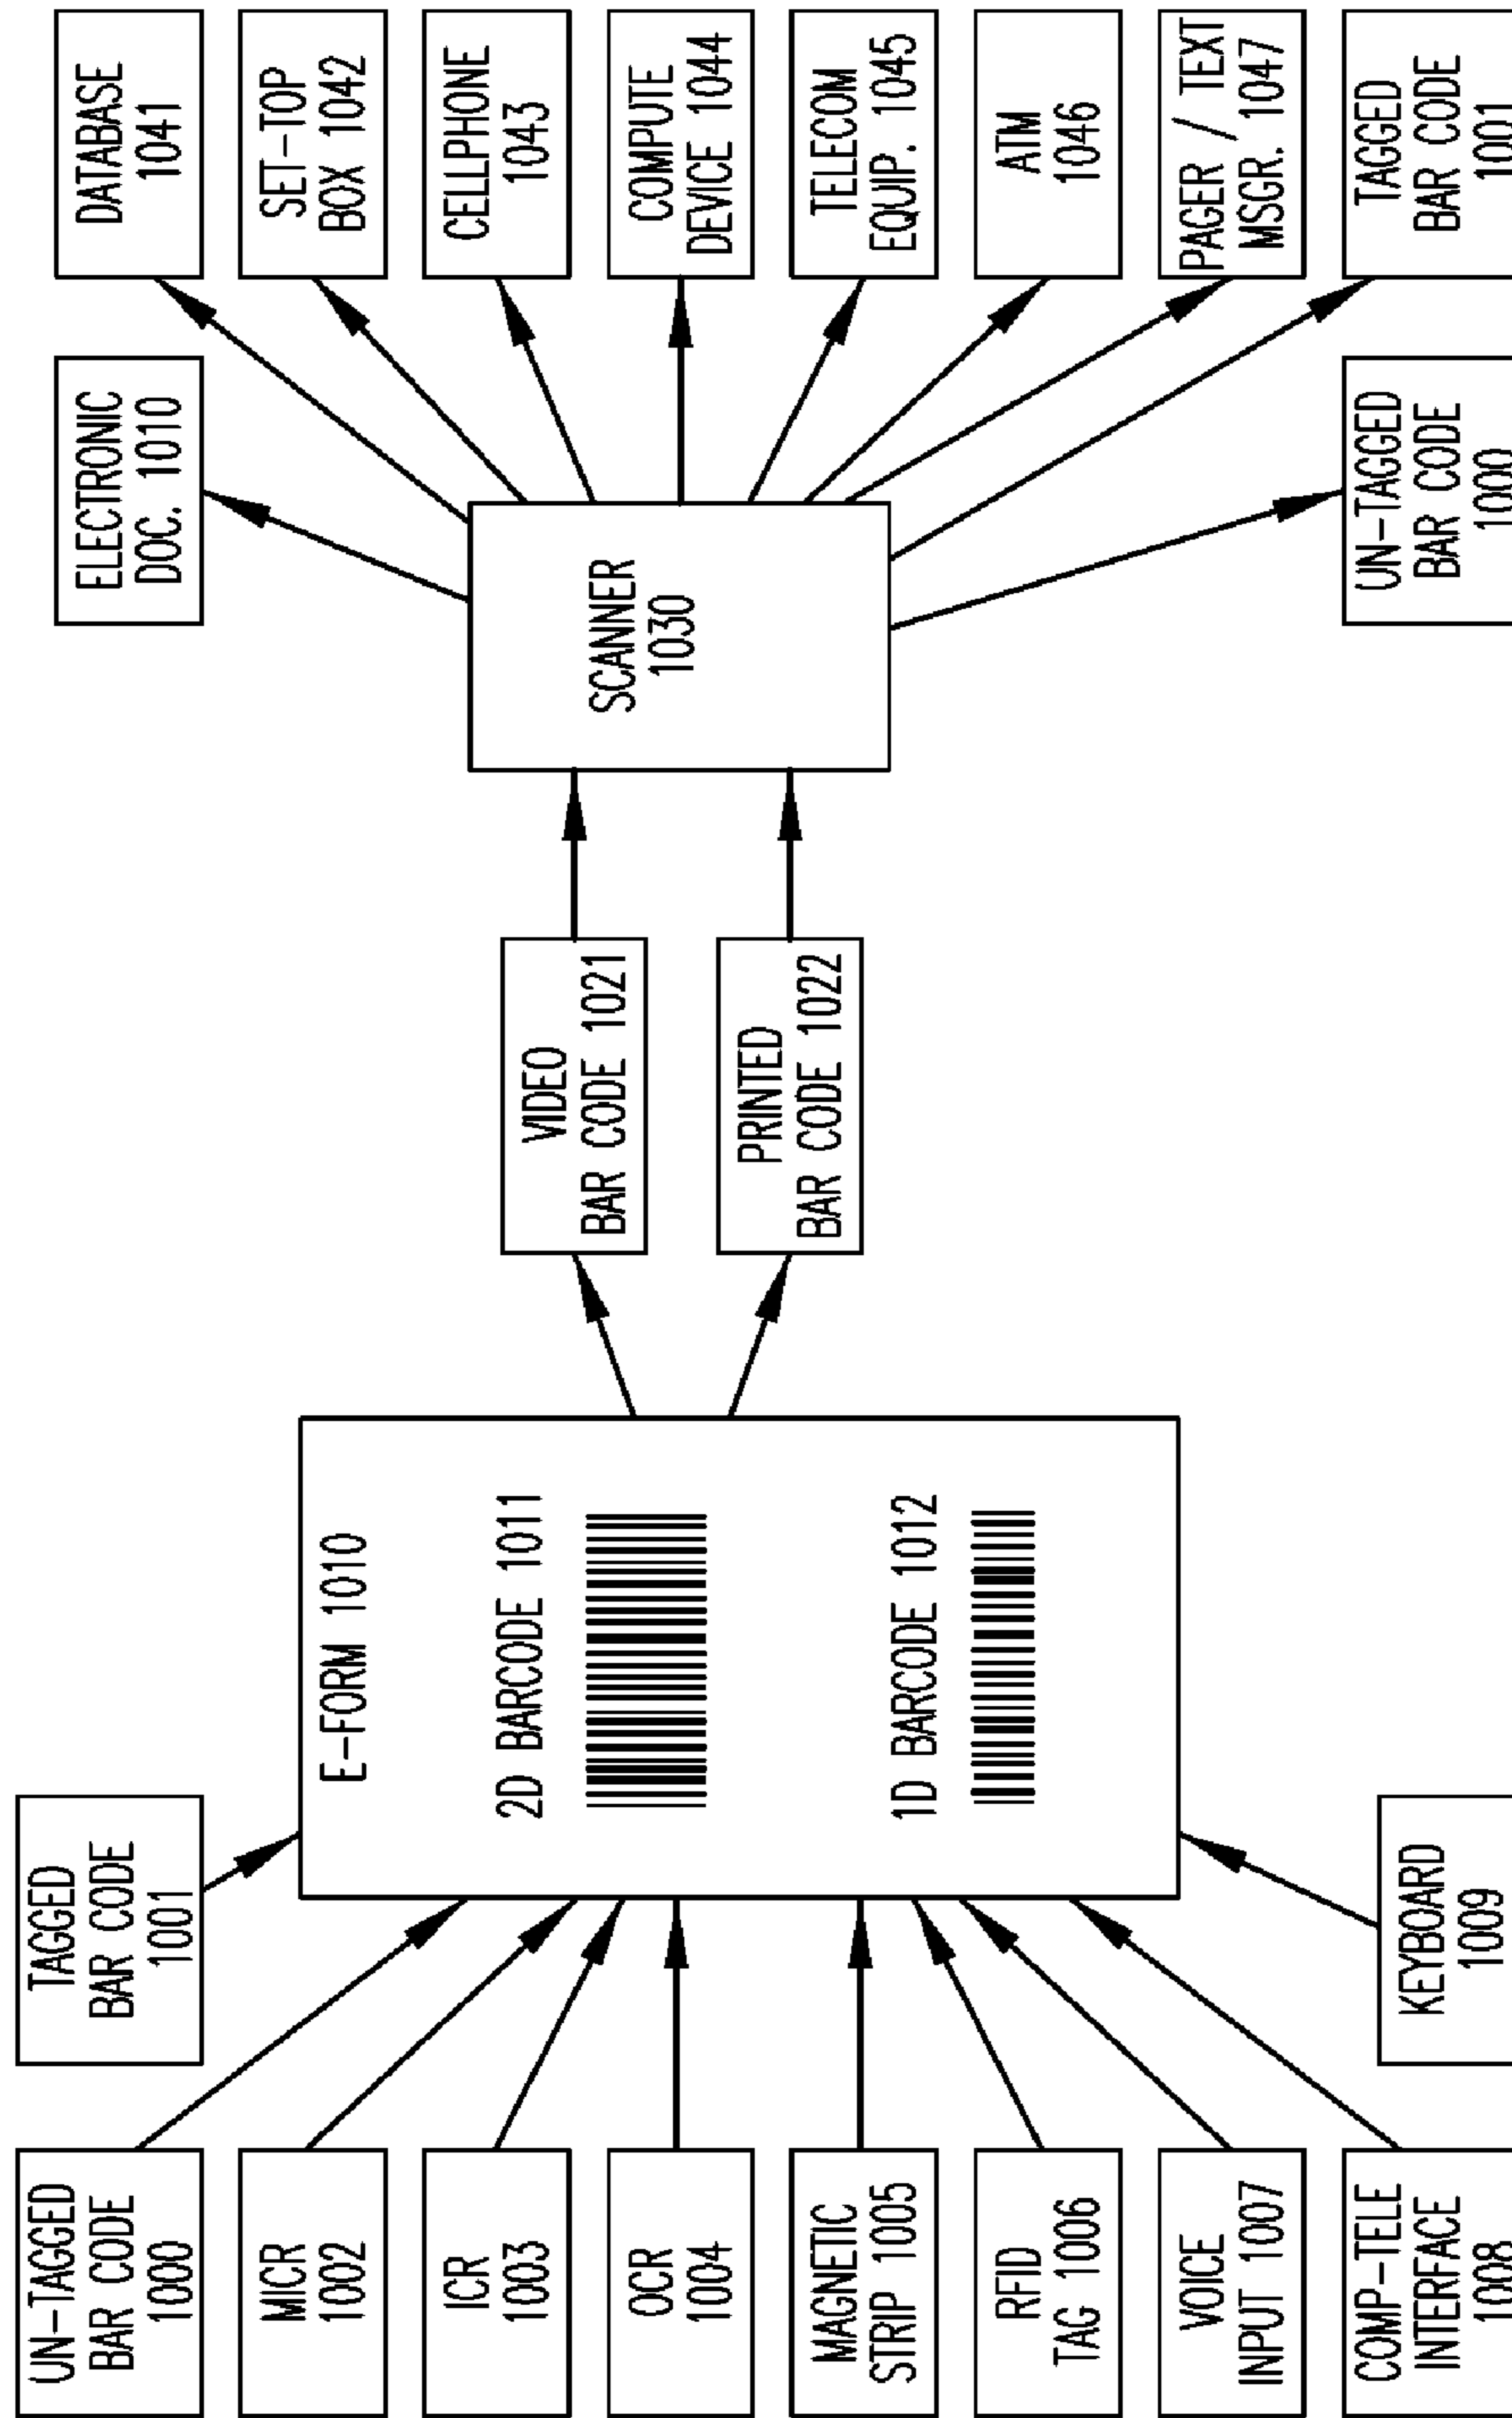 UN-TAGGED
BAR CODE
1000
TAGGED
BAR CODE
1001
MICR
1002
ICR
1003
OCR
1004
MAGNETIC
STRIP 1005
RFID
TAG 1006
VOICE
INPUT 1007
COMP-TELE
INTERFACE
1008
KEYBOARD
1009
E-FORM 1010
2D BARCODE 1011
1D BARCODE 1012
VIDEO
BAR CODE 1021
PRINTED
BAR CODE 1022
SCANNER
1030
ELECTRONIC
DOC. 1010
DATABASE
1041
SET-TOP
BOX 1042
CELLPHONE
1043
COMPUTE
DEVICE 1044
TELECOM
EQUIP. 1045
ATM
1046
PAGER / TEXT
MSGR. 1047
TAGGED
BAR CODE
1001
UN-TAGGED
BAR CODE
1000